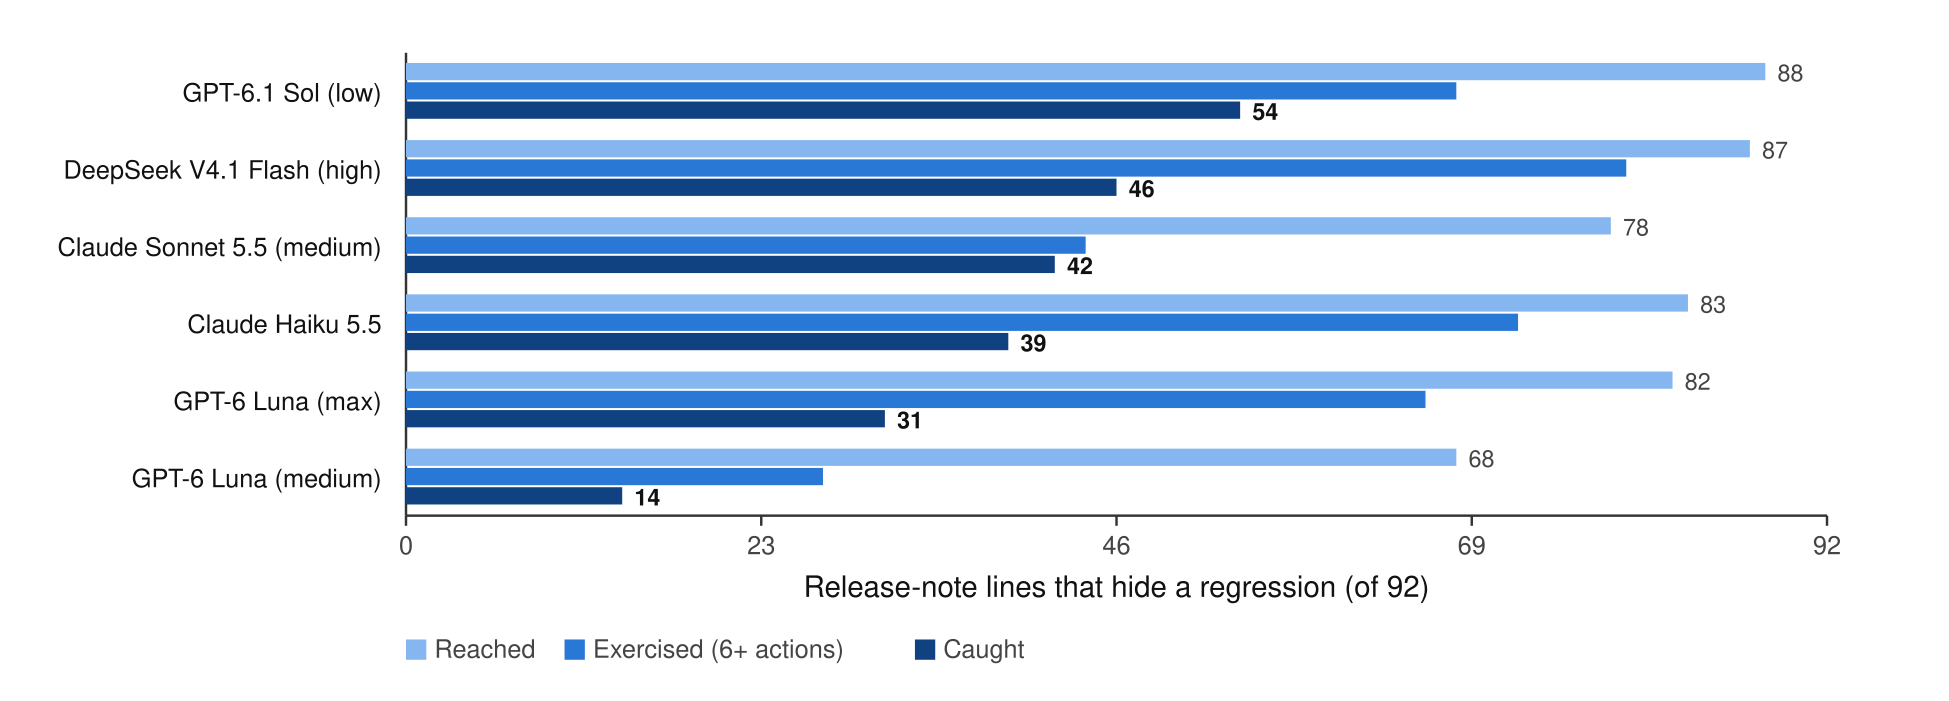 GPT-6.1 Sol (low)
88
54
DeepSeek V4.1 Flash (high)
87
46
Claude Sonnet 5.5 (medium)
78
42
Claude Haiku 5.5
83
39
GPT-6 Luna (max)
82
31
GPT-6 Luna (medium)
68
14
0 23 46 69 92
Release-note lines that hide a regression (of 92)
Reached Exercised (6+ actions) Caught